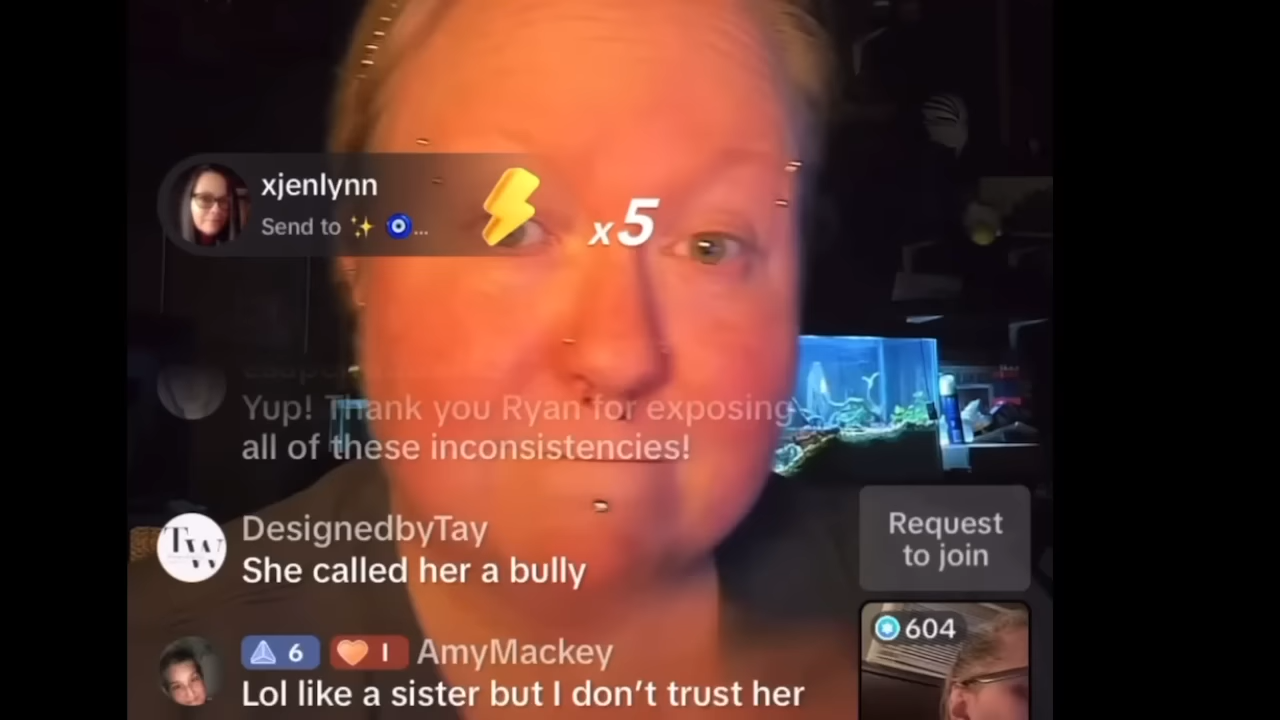 xjenlynn
Send to ✨ 🧿...
x5
Yup! Thank you Ryan for exposing
all of these inconsistencies!
TW
DesignedbyTay
She called her a bully
Request
to join
6 1 AmyMackey
Lol like a sister but I don't trust her
604